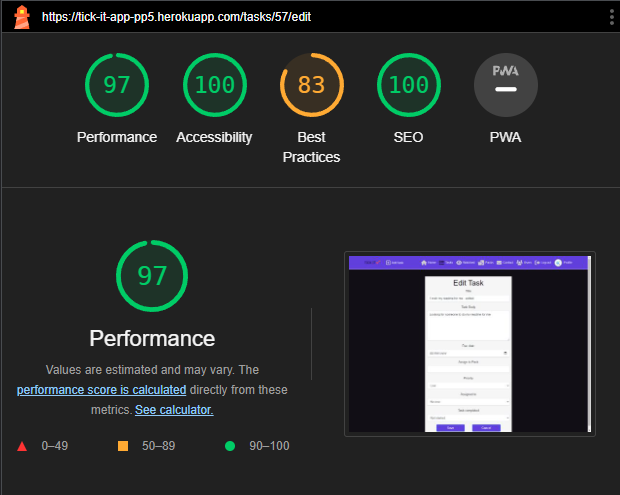 https://tick-it-app-pp5.herokuapp.com/tasks/57/edit
97
100
83
100
PWA
Performance
Accessibility
Best
Practices
SEO
PWA
97
Performance
Values are estimated and may vary. The
performance score is calculated directly from these
metrics. See calculator.
0–49
50–89
90–100
Edit Task